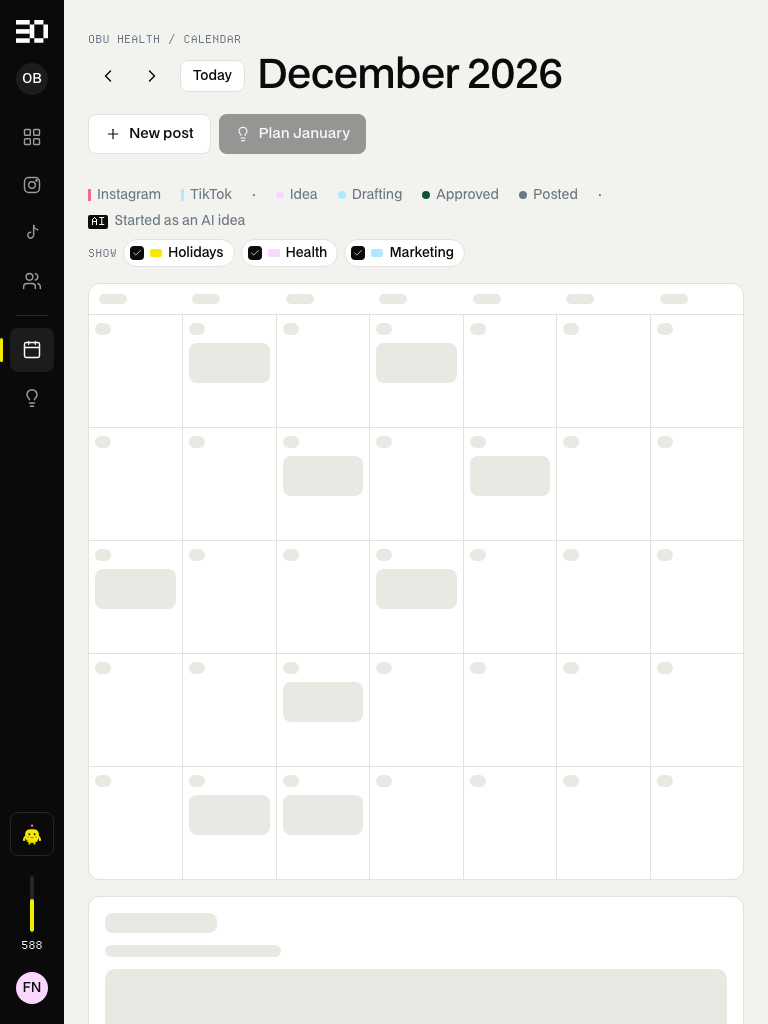 OB
OBU HEALTH / CALENDAR
Today
December 2026
New post
Plan January
Instagram
TikTok
·
Idea
Drafting
Approved
Posted
·
AI Started as an AI idea
SHOW
Holidays
Health
Marketing
588
FN